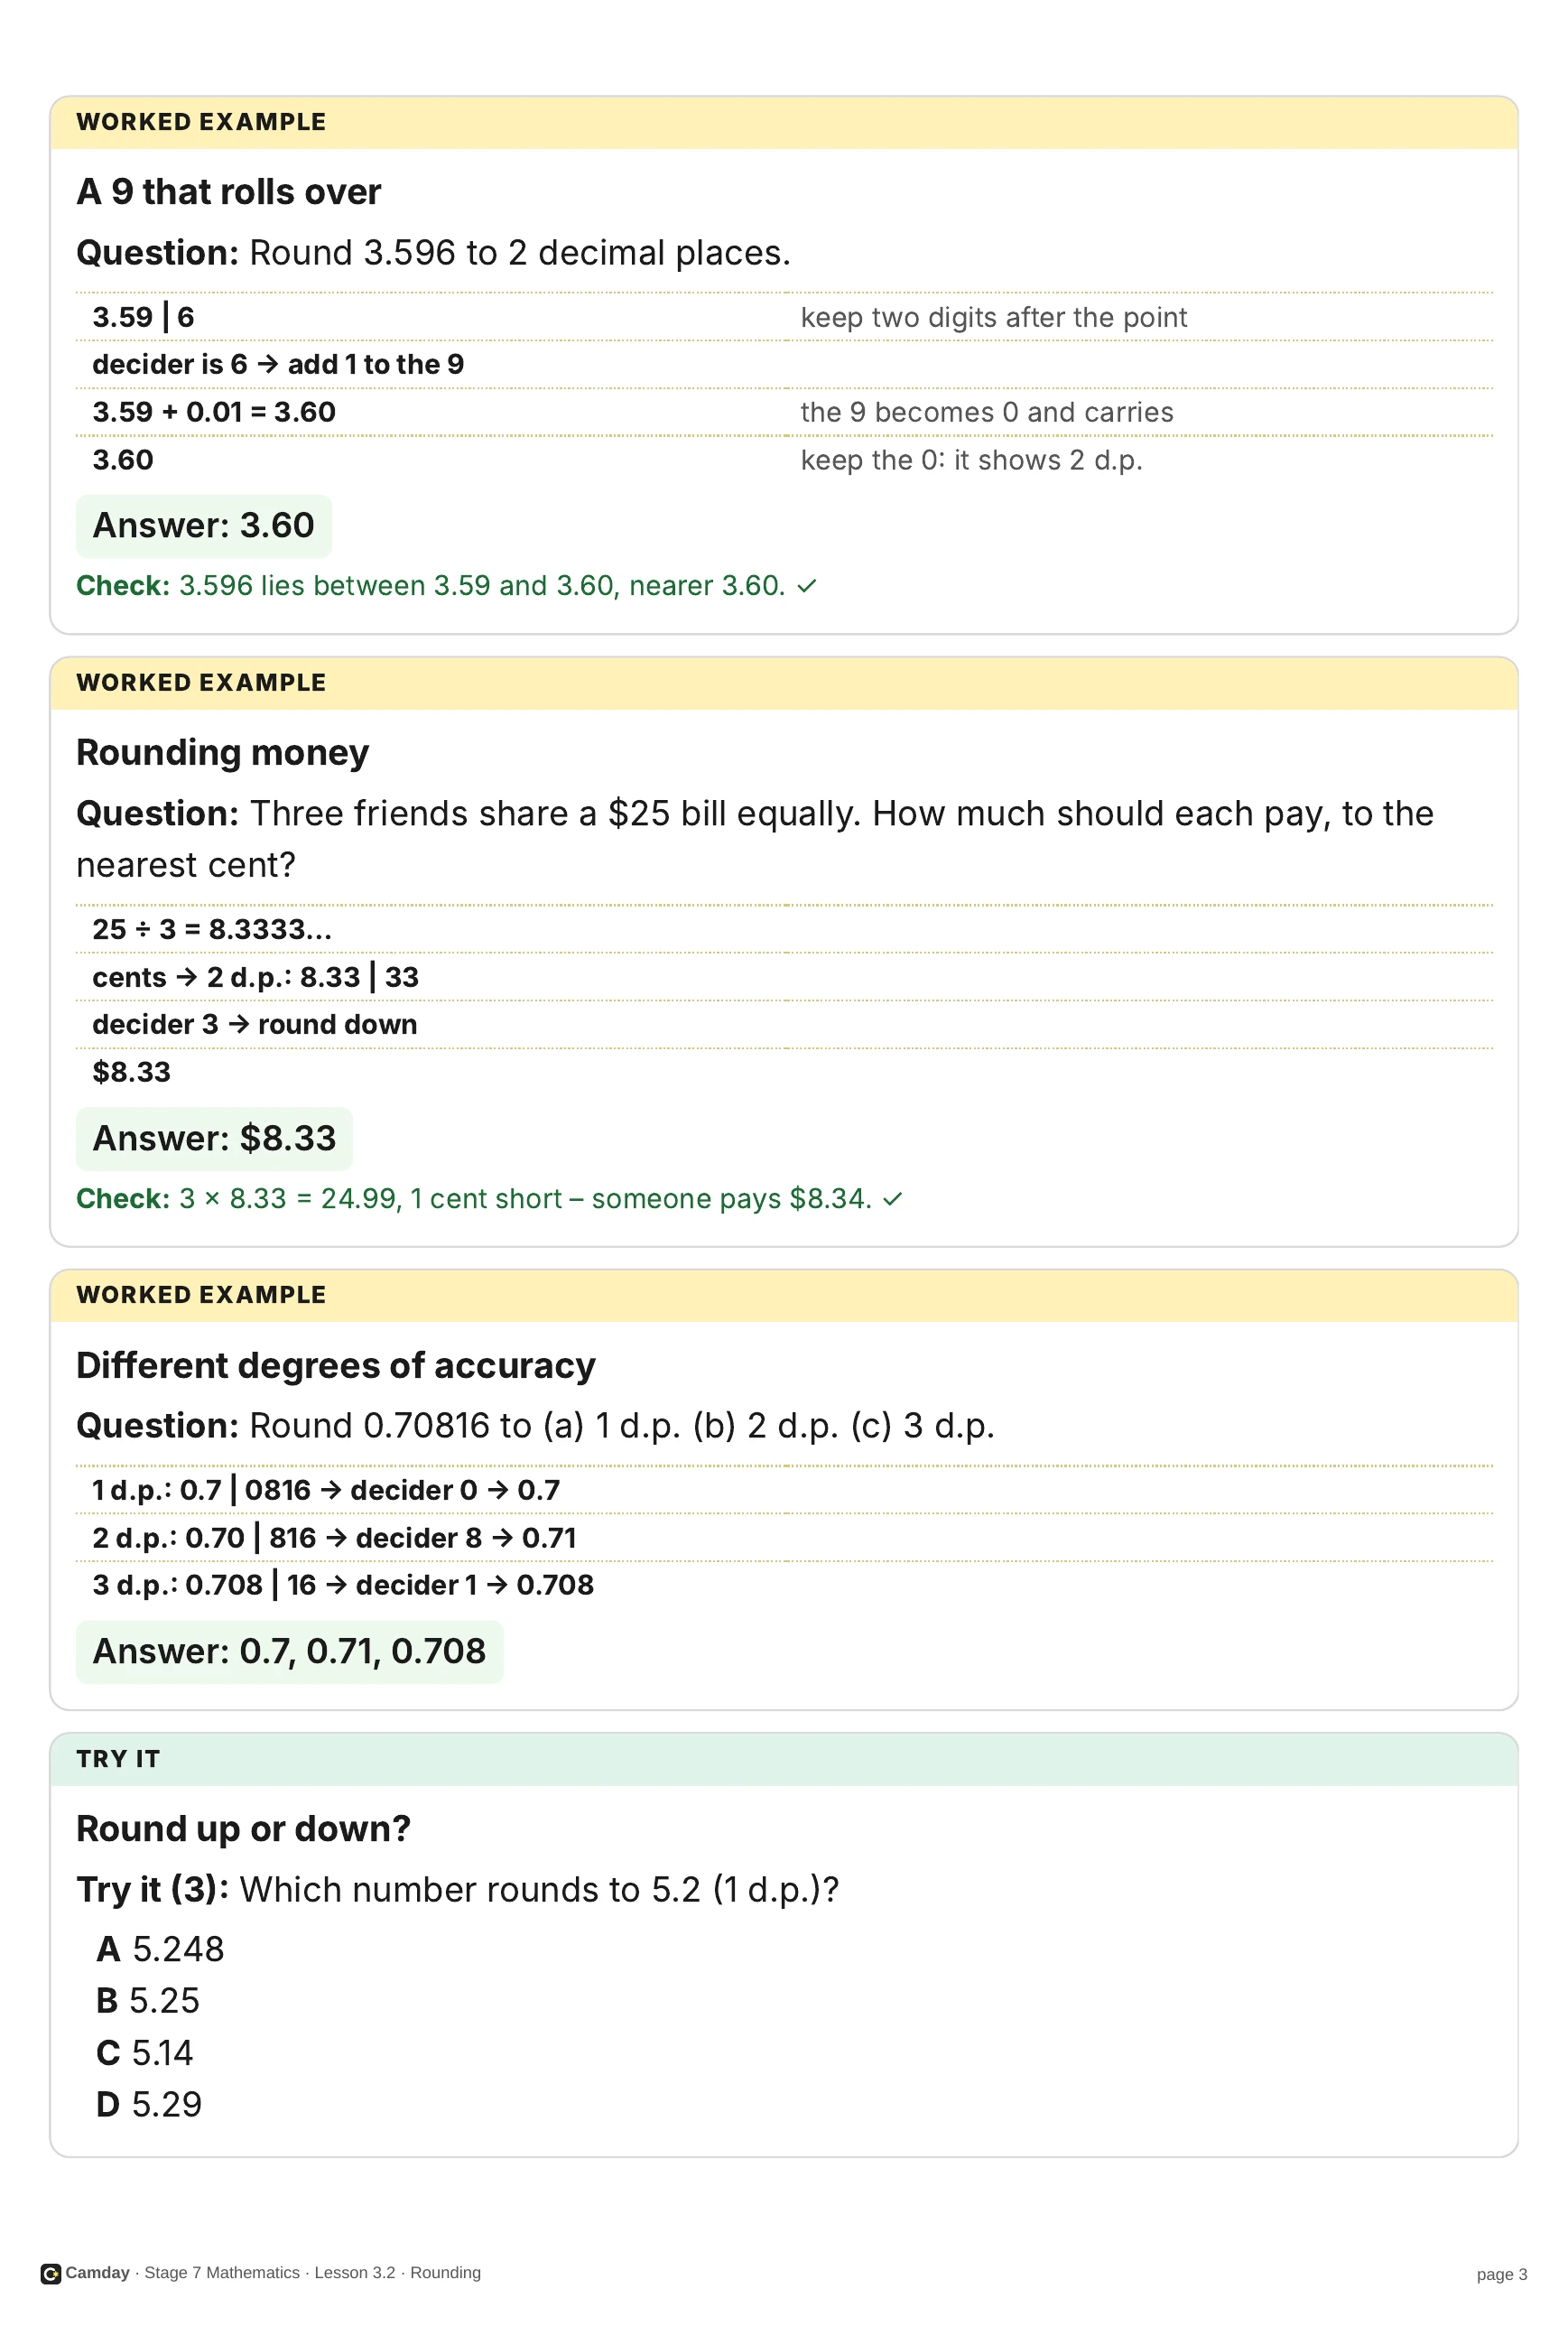 WORKED EXAMPLE
A 9 that rolls over
Question: Round 3.596 to 2 decimal places.
3.59 | 6 keep two digits after the point
decider is 6 → add 1 to the 9
3.59 + 0.01 = 3.60 the 9 becomes 0 and carries
3.60 keep the 0: it shows 2 d.p.
Answer: 3.60
Check: 3.596 lies between 3.59 and 3.60, nearer 3.60. ✓
WORKED EXAMPLE
Rounding money
Question: Three friends share a $25 bill equally. How much should each pay, to the
nearest cent?
25 ÷ 3 = 8.3333…
cents → 2 d.p.: 8.33 | 33
decider 3 → round down
$8.33
Answer: $8.33
Check: 3 × 8.33 = 24.99, 1 cent short – someone pays $8.34. ✓
WORKED EXAMPLE
Different degrees of accuracy
Question: Round 0.70816 to (a) 1 d.p. (b) 2 d.p. (c) 3 d.p.
1 d.p.: 0.7 | 0816 → decider 0 → 0.7
2 d.p.: 0.70 | 816 → decider 8 → 0.71
3 d.p.: 0.708 | 16 → decider 1 → 0.708
Answer: 0.7, 0.71, 0.708
TRY IT
Round up or down?
Try it (3): Which number rounds to 5.2 (1 d.p.)?
A 5.248
B 5.25
C 5.14
D 5.29
Camday · Stage 7 Mathematics · Lesson 3.2 · Rounding page 3